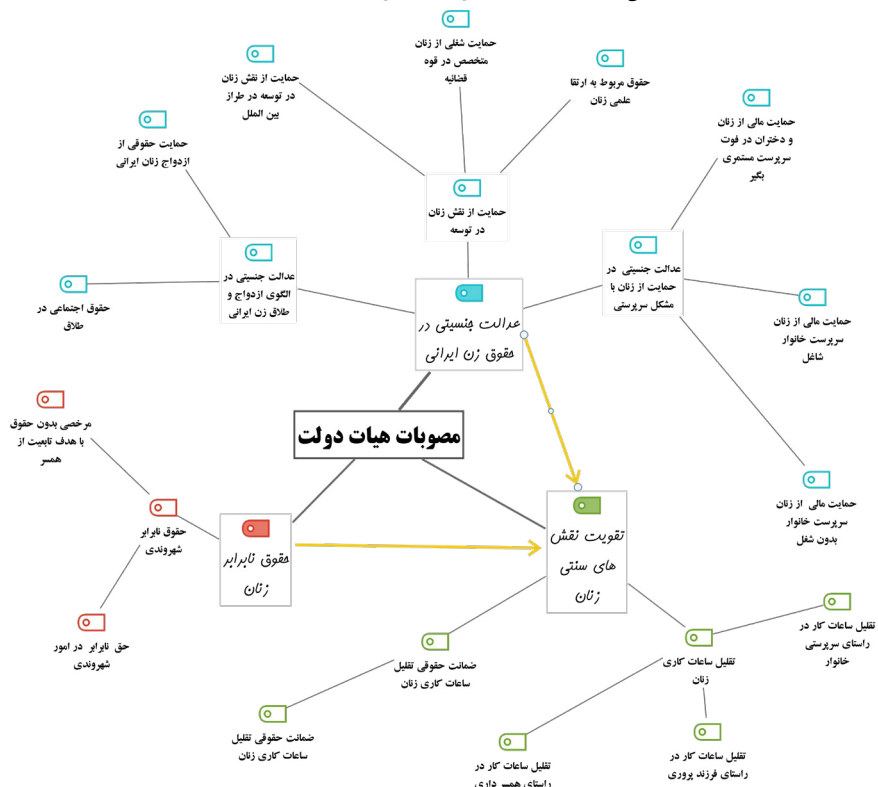 حمایت شغلی از زنان
متخصص در قوه
قضائیه
حمایت از نقش زنان
در توسعه در طراز
بین الملل
حقوق مربوط به ارتقا
علمی زنان
حمایت مالی از زنان
و دختران در فوت
سرپرست مستمری
بگیر
حمایت حقوقی از
ازدواج زنان ایرانی
حمایت از نقش زنان
در توسعه
عدالت جنسیتی در
حمایت از زنان با
مشکل سرپرستی
عدالت جنسیتی در
الگوی ازدواج و
طلاق زن ایرانی
حقوق اجتماعی در
طلاق
عدالت جنسیتی در
حقوق زن ایرانی
حمایت مالی از زنان
سرپرست خانوار
شاغل
مصوبات هیات دولت
مرخصی بدون حقوق
با هدف تابعیت از
همسر
حمایت مالی از زنان
سرپرست خانوار
بدون شغل
حقوق نابرابر
شهروندی
حقوق نابرابر
زنان
تقویت نقش
های سنتی
زنان
حق نابرابر در امور
شهروندی
ضمانت حقوقی تقلیل
ساعات کاری زنان
تقلیل ساعات کاری
زنان
تقلیل ساعات کار در
راستای سرپرستی
خانوار
ضمانت حقوقی تقلیل
ساعات کاری زنان
تقلیل ساعات کار در
راستای همسر داری
تقلیل ساعات کار در
راستای فرزند پروری